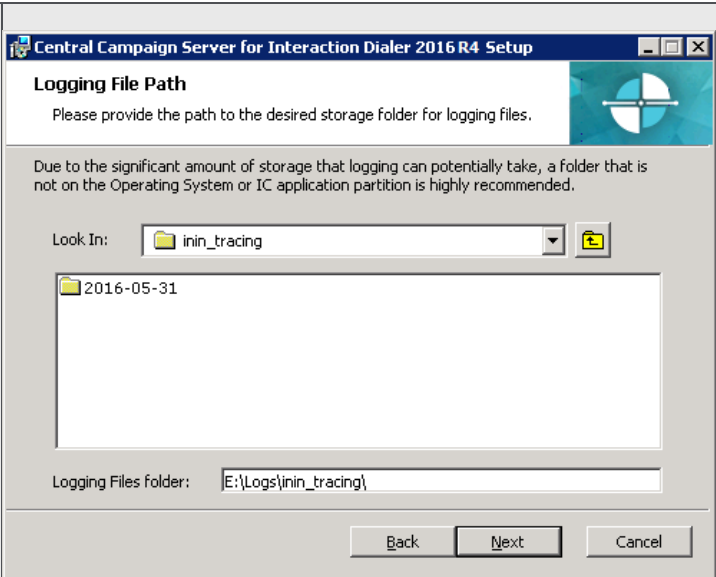 Central Campaign Server for Interaction Dialer 2016 R4 Setup
Logging File Path
Please provide the path to the desired storage folder for logging files.
Due to the significant amount of storage that logging can potentially take, a folder that is
not on the Operating System or IC application partition is highly recommended.
Look In: inin_tracing
2016-05-31
Logging Files folder: E:\Logs\inin_tracing\
Back Next Cancel